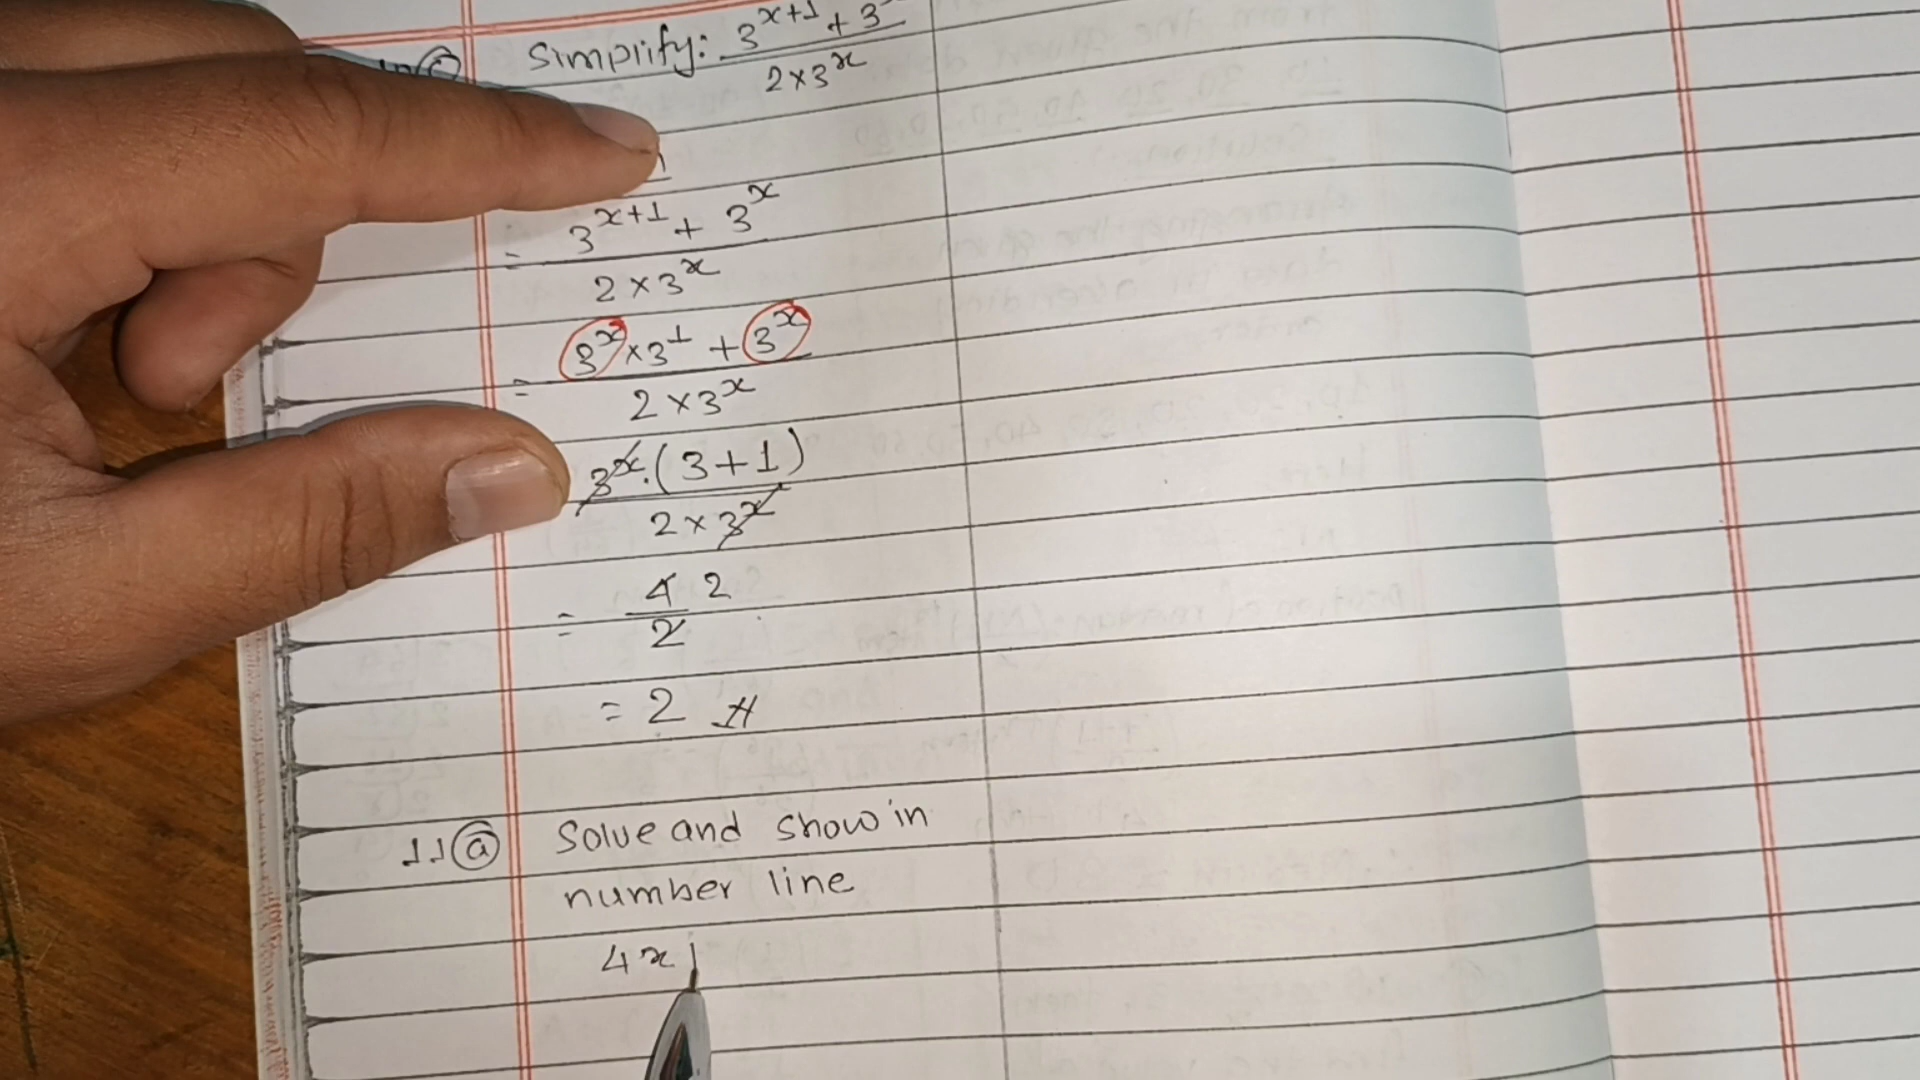 Simplify: 3^{x+1} + 3 / 2×3^x
= 3^{x+1} + 3^x / 2×3^x
= 3^x×3^1 + 3^x / 2×3^x
3^x.(3+1) / 2×3^x
= 4/2 2
= 2 #
11 ⓐ Solve and show in
number line
4x